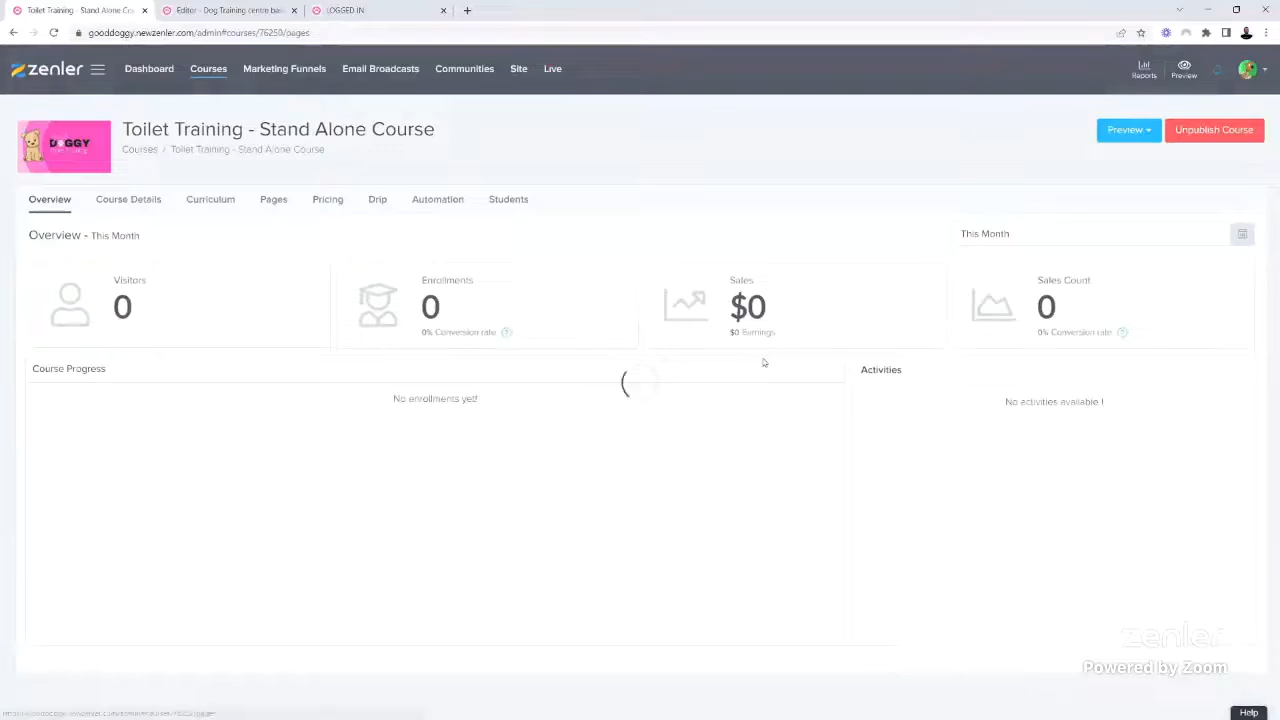 Toilet Training - Stand Alone Co
Editor - Dog Training centre ba
LOGGED IN
gooddoggy.newzenler.com/admin#courses/76250/pages
zenler
Dashboard
Courses
Marketing Funnels
Email Broadcasts
Communities
Site
Live
Reports
Preview
DOGGY
Toilet Training - Stand Alone Course
Courses / Toilet Training - Stand Alone Course
Preview
Unpublish Course
Overview
Course Details
Curriculum
Pages
Pricing
Drip
Automation
Students
Overview - This Month
This Month
Visitors
0
Enrollments
0
0% Conversion rate
Sales
$0
$0 Earnings
Sales Count
0
0% Conversion rate
Course Progress
No enrollments yet!
Activities
No activities available !
zenler
Powered by Zoom
Help